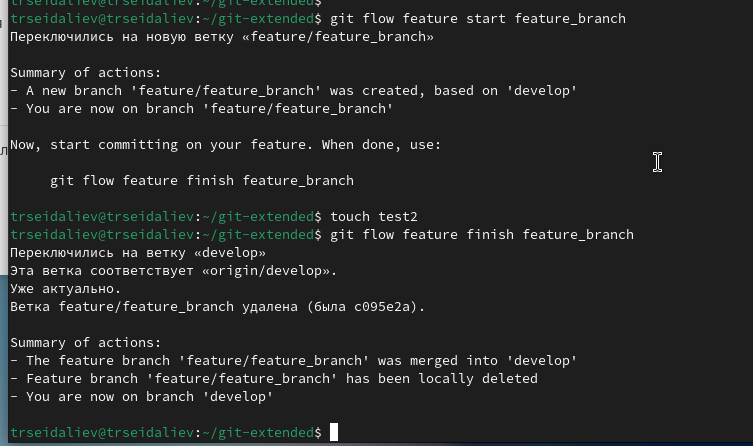 trseidaliev@trseidaliev:~/git-extended$
trseidaliev@trseidaliev:~/git-extended$ git flow feature start feature_branch
Переключились на новую ветку «feature/feature_branch»
Summary of actions:
- A new branch 'feature/feature_branch' was created, based on 'develop'
- You are now on branch 'feature/feature_branch'
Now, start committing on your feature. When done, use:
git flow feature finish feature_branch
trseidaliev@trseidaliev:~/git-extended$ touch test2
trseidaliev@trseidaliev:~/git-extended$ git flow feature finish feature_branch
Переключились на ветку «develop»
Эта ветка соответствует «origin/develop».
Уже актуально.
Ветка feature/feature_branch удалена (была c095e2a).
Summary of actions:
- The feature branch 'feature/feature_branch' was merged into 'develop'
- Feature branch 'feature/feature_branch' has been locally deleted
- You are now on branch 'develop'
trseidaliev@trseidaliev:~/git-extended$